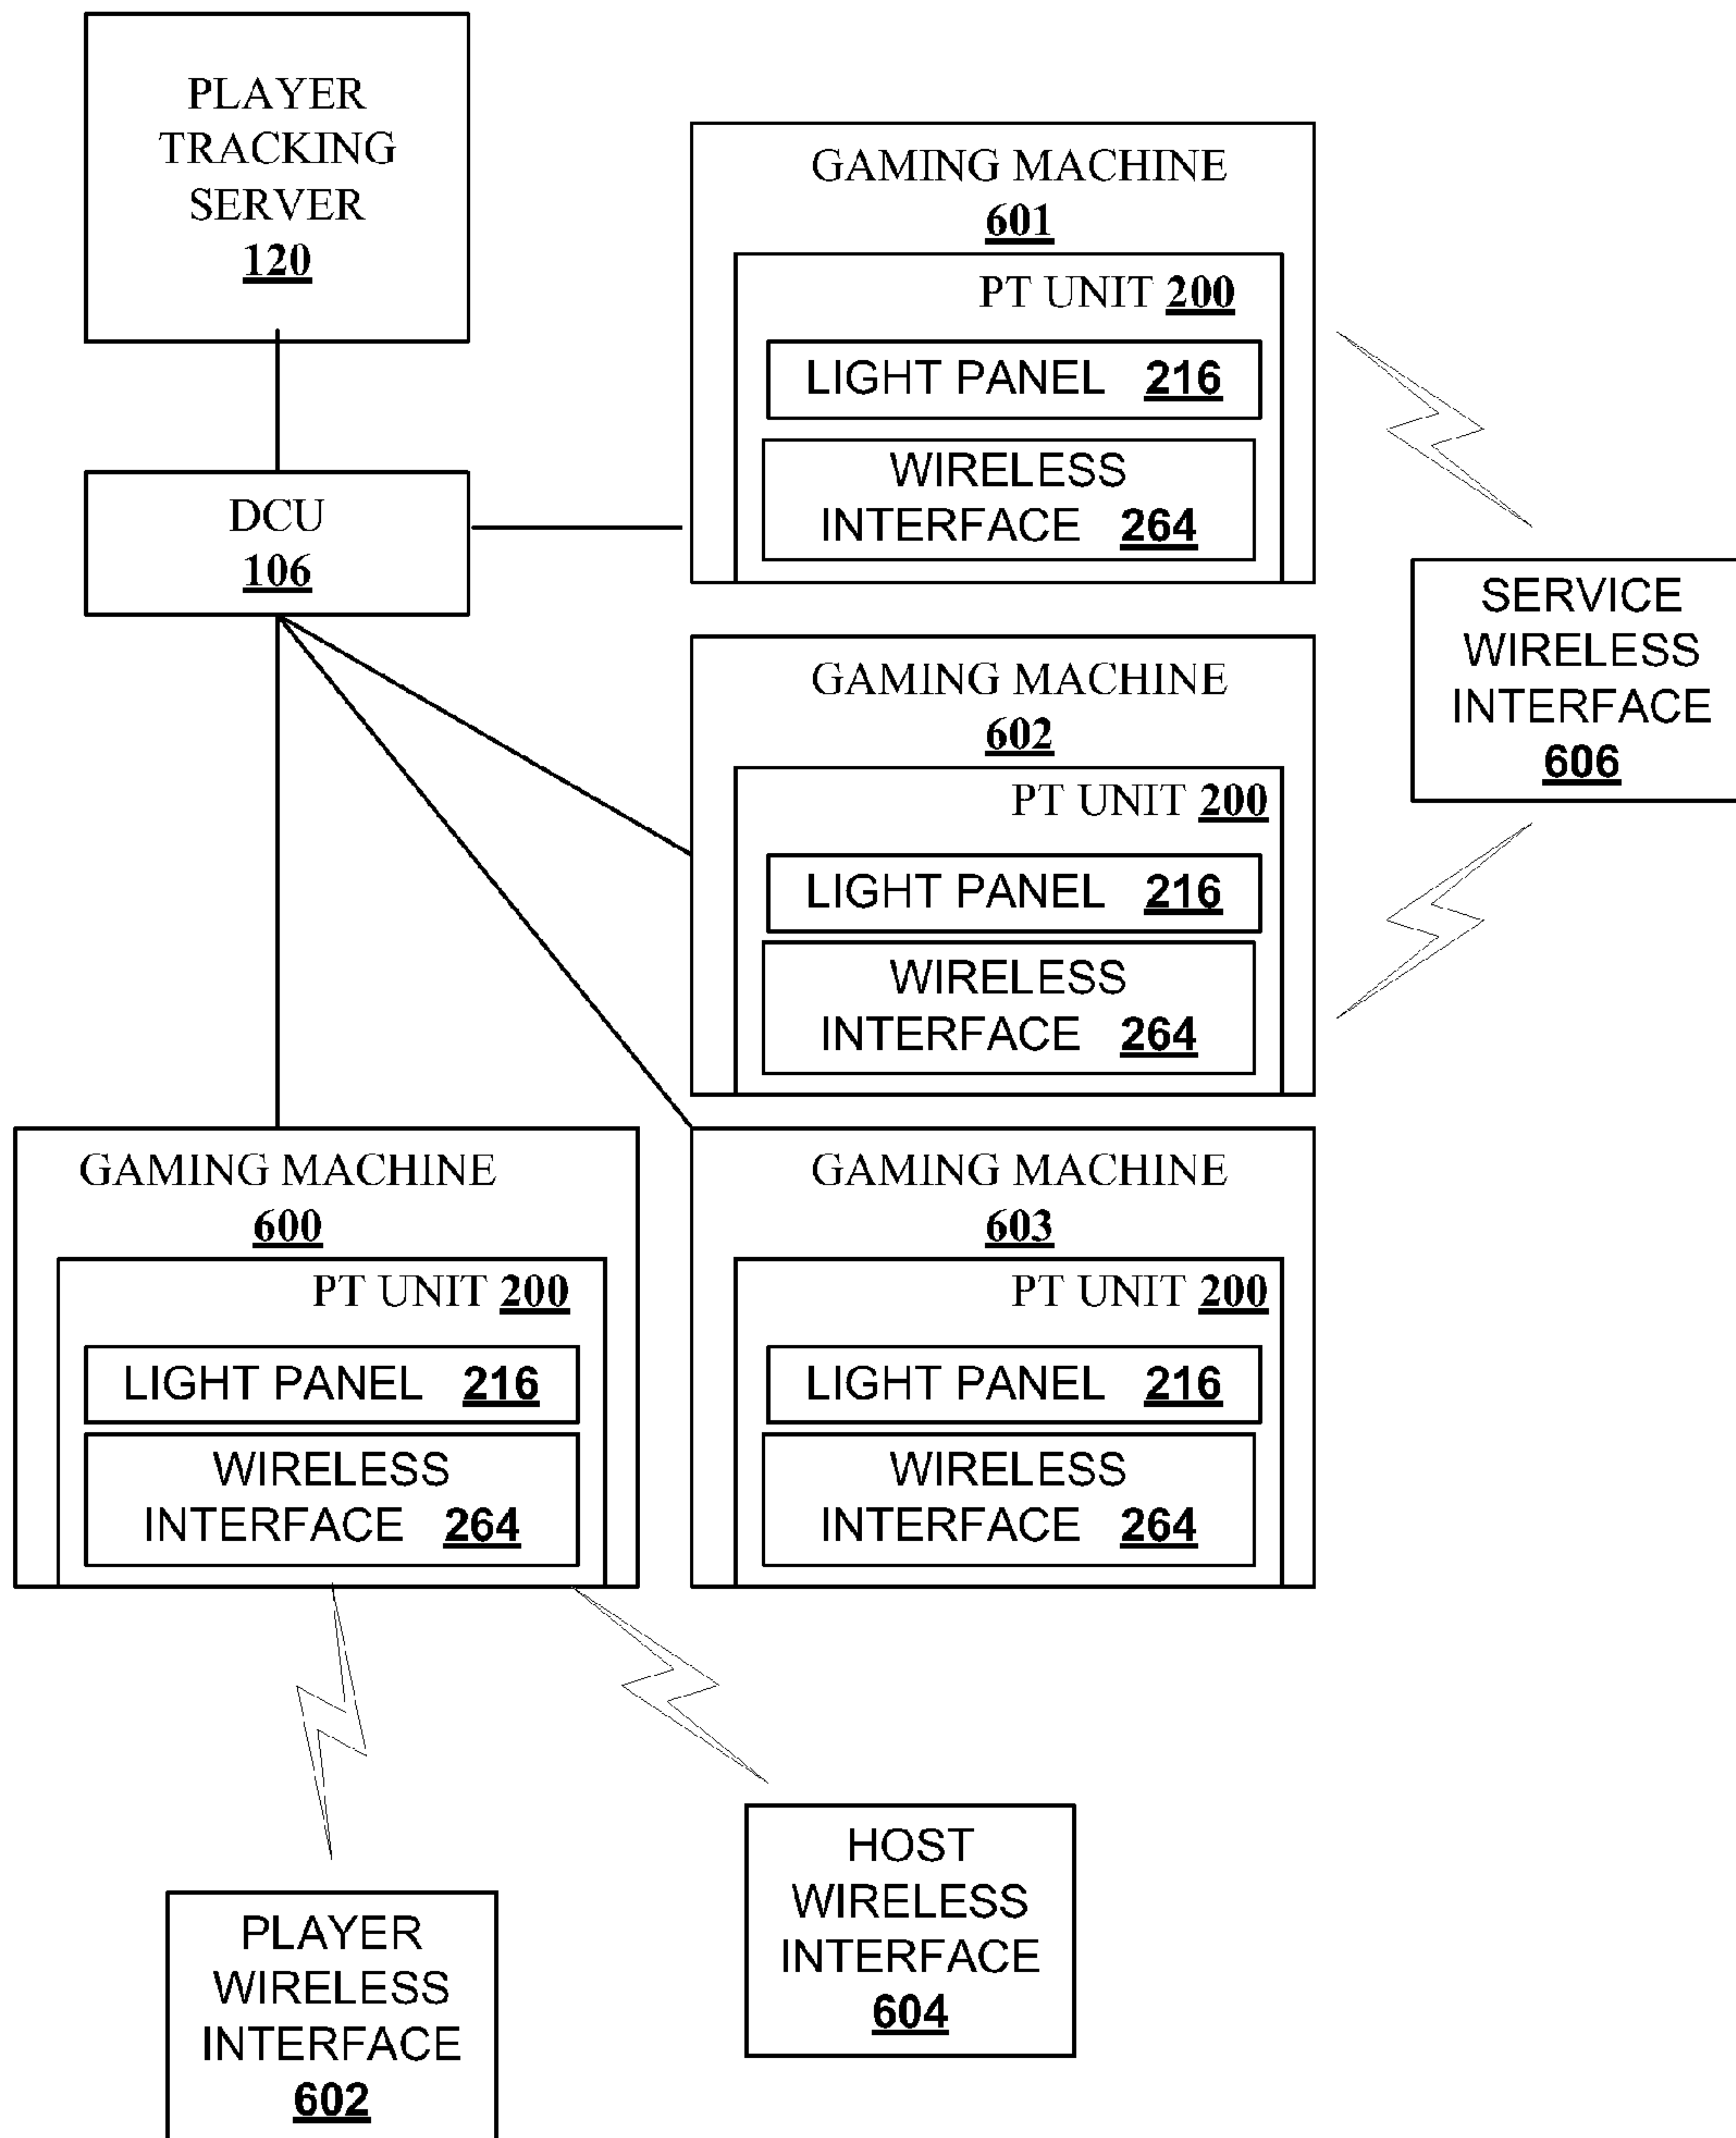 PLAYER
TRACKING
SERVER
120
GAMING MACHINE
601
PT UNIT 200
LIGHT PANEL 216
WIRELESS
INTERFACE 264
DCU
106
SERVICE
WIRELESS
INTERFACE
606
GAMING MACHINE
602
PT UNIT 200
LIGHT PANEL 216
WIRELESS
INTERFACE 264
GAMING MACHINE
600
PT UNIT 200
LIGHT PANEL 216
WIRELESS
INTERFACE 264
GAMING MACHINE
603
PT UNIT 200
LIGHT PANEL 216
WIRELESS
INTERFACE 264
HOST
WIRELESS
INTERFACE
604
PLAYER
WIRELESS
INTERFACE
602